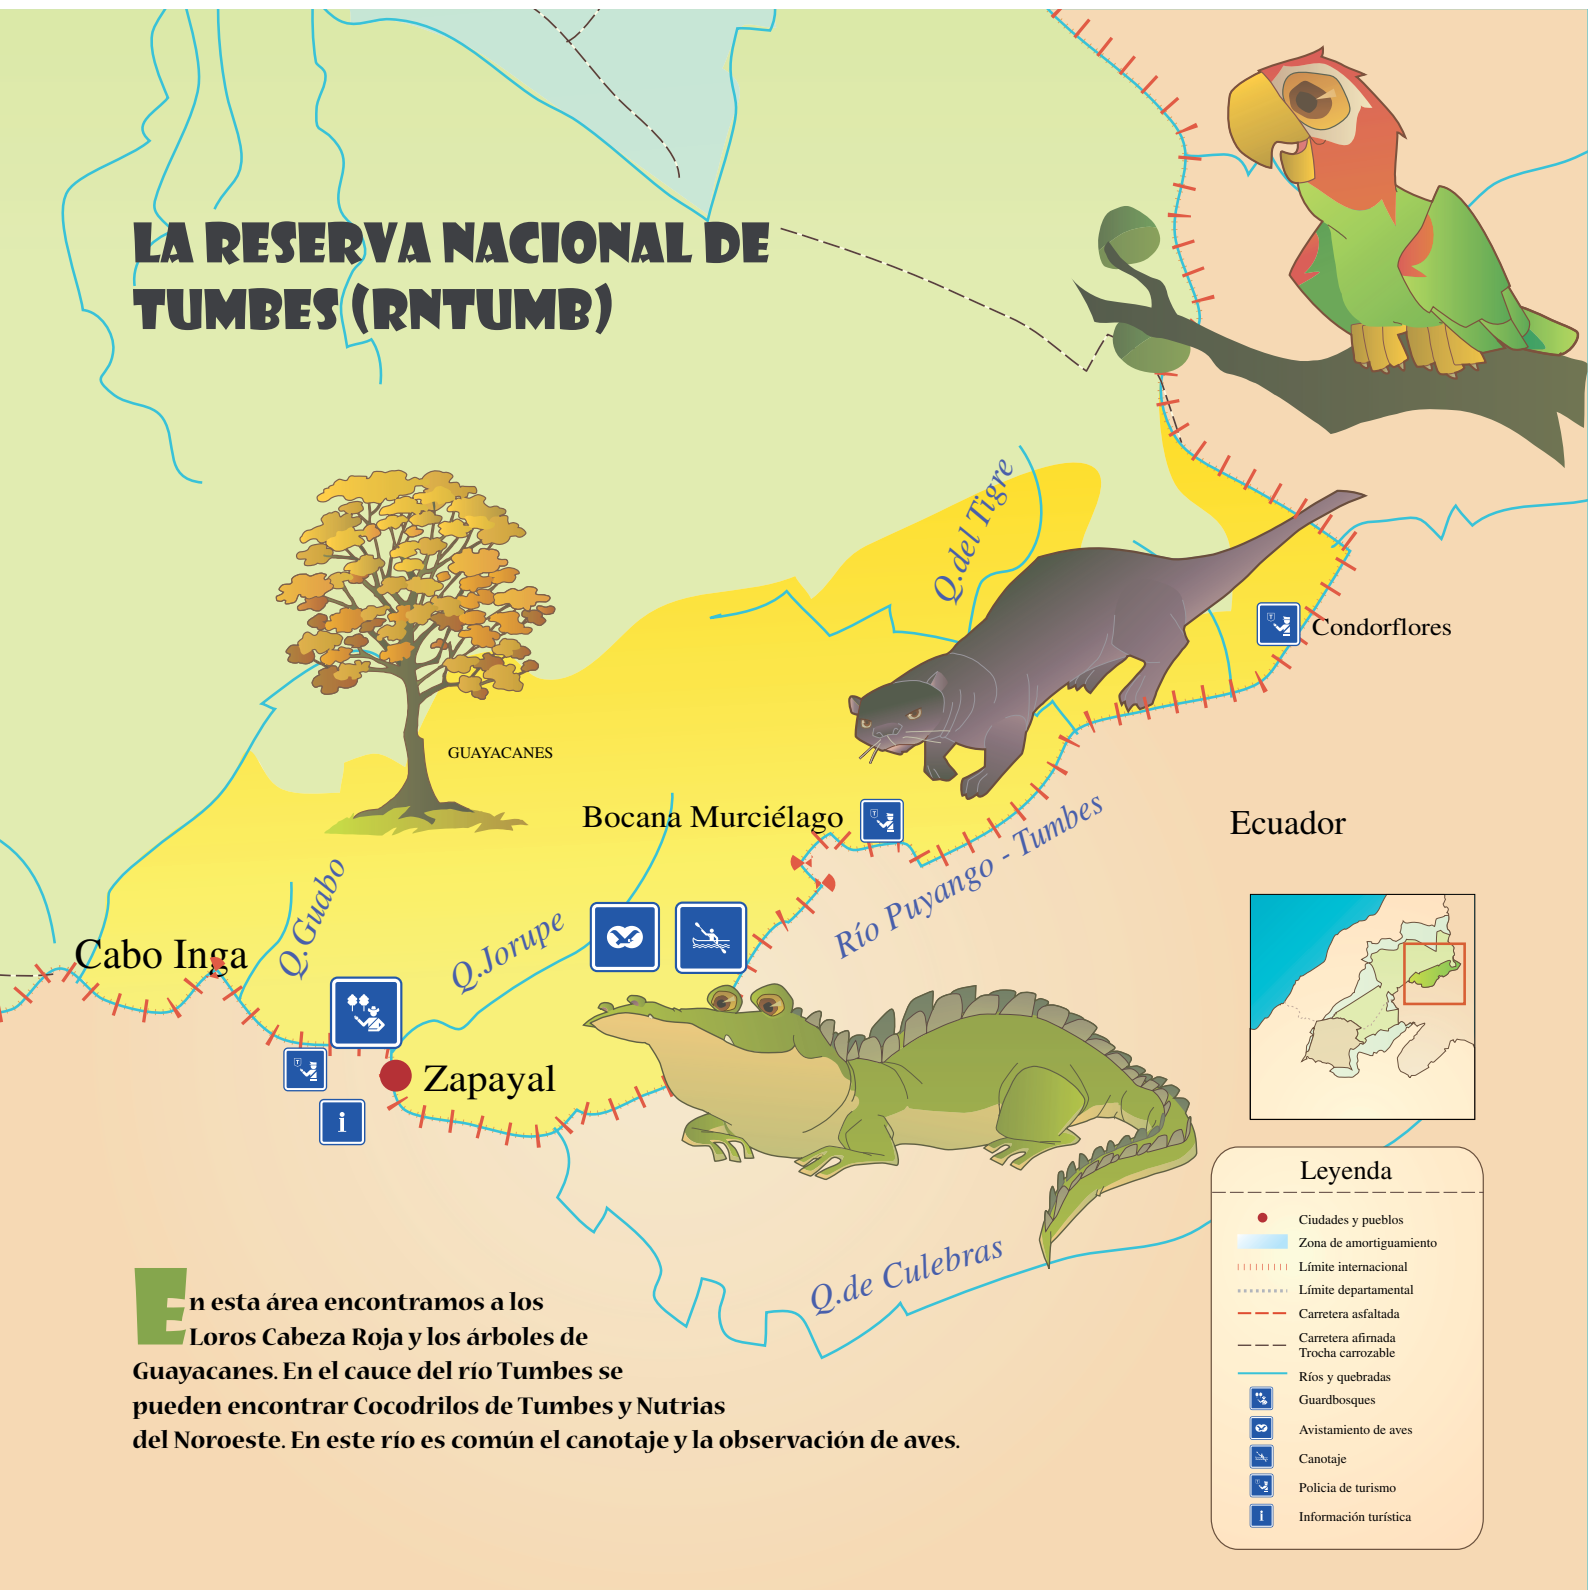 LA RESERVA NACIONAL DE
TUMBES (RNTUMB)
Q.del Tigre
Condorflores
GUAYACANES
Bocana Murciélago
Ecuador
Río Puyango - Tumbes
Q.Guabo
Q.Jorupe
Cabo Inga
Zapayal
i
Q.de Culebras
En esta área encontramos a los
Loros Cabeza Roja y los árboles de
Guayacanes. En el cauce del río Tumbes se
pueden encontrar Cocodrilos de Tumbes y Nutrias
del Noroeste. En este río es común el canotaje y la observación de aves.
Leyenda
Ciudades y pueblos
Zona de amortiguamiento
Límite internacional
Límite departamental
Carretera asfaltada
Carretera afirnada
Trocha carrozable
Ríos y quebradas
Guardbosques
Avistamiento de aves
Canotaje
Policia de turismo
i Información turística